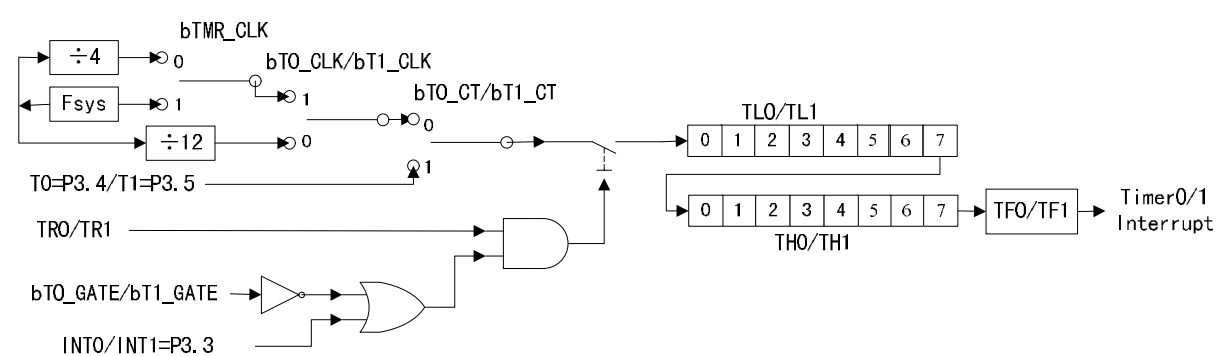 bTMR_CLK
÷4
0
bT0_CLK/bT1_CLK
Fsys
1
1
bT0_CT/bT1_CT
0
÷12
0
TL0/TL1
0 1 2 3 4 5 6 7
T0=P3.4/T1=P3.5
1
TR0/TR1
0 1 2 3 4 5 6 7
TH0/TH1
TF0/TF1
Timer0/1
Interrupt
bT0_GATE/bT1_GATE
INT0/INT1=P3.3